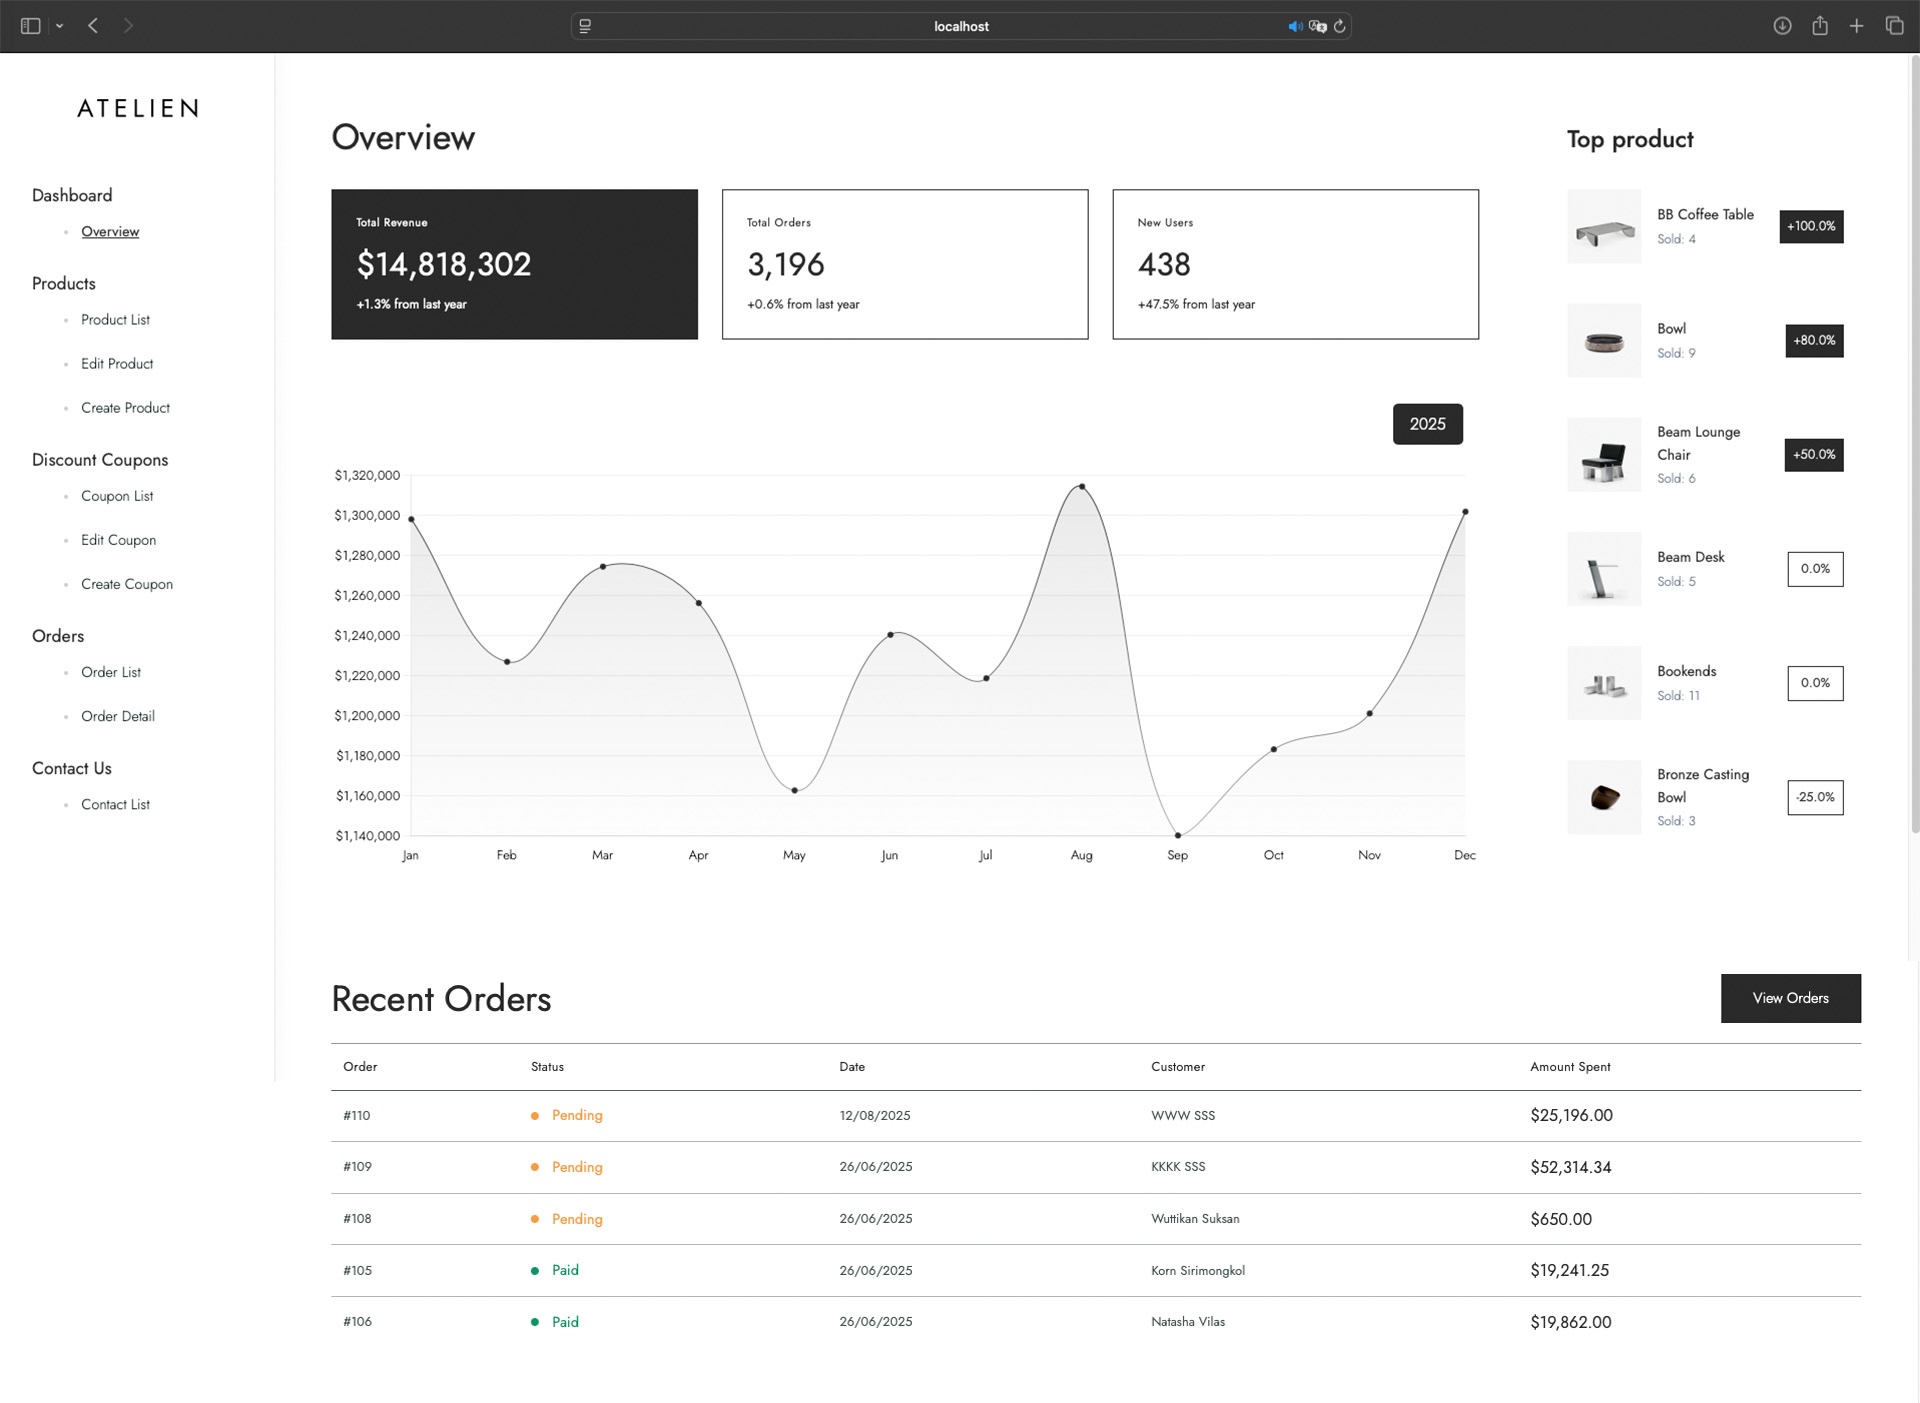 localhost
ATELIEN
Dashboard
Overview
Products
Product List
Edit Product
Create Product
Discount Coupons
Coupon List
Edit Coupon
Create Coupon
Orders
Order List
Order Detail
Contact Us
Contact List
Overview
Total Revenue
$14,818,302
+1.3% from last year
Total Orders
3,196
+0.6% from last year
New Users
438
+47.5% from last year
2025
$1,320,000
$1,300,000
$1,280,000
$1,260,000
$1,240,000
$1,220,000
$1,200,000
$1,180,000
$1,160,000
$1,140,000
Jan Feb Mar Apr May Jun Jul Aug Sep Oct Nov Dec
Top product
BB Coffee Table
Sold: 4
+100.0%
Bowl
Sold: 9
+80.0%
Beam Lounge
Chair
Sold: 6
+50.0%
Beam Desk
Sold: 5
0.0%
Bookends
Sold: 11
0.0%
Bronze Casting
Bowl
Sold: 3
-25.0%
Recent Orders
View Orders
Order Status Date Customer Amount Spent
#110 Pending 12/08/2025 WWW SSS $25,196.00
#109 Pending 26/06/2025 KKKK SSS $52,314.34
#108 Pending 26/06/2025 Wuttikan Suksan $650.00
#105 Paid 26/06/2025 Korn Sirimongkol $19,241.25
#106 Paid 26/06/2025 Natasha Vilas $19,862.00